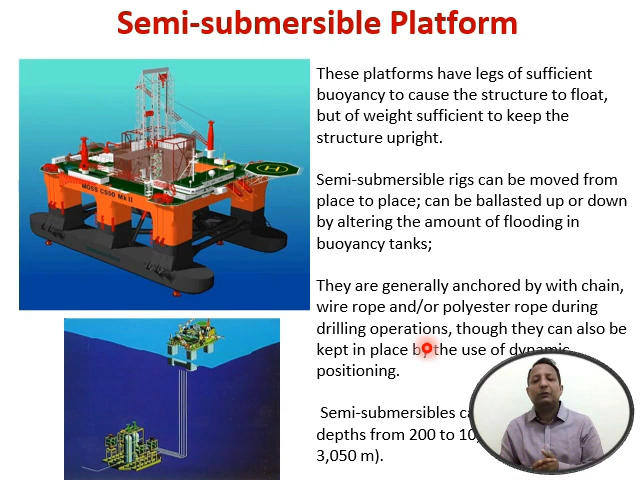 Semi-submersible Platform
These platforms have legs of sufficient
buoyancy to cause the structure to float,
but of weight sufficient to keep the
structure upright.
Semi-submersible rigs can be moved from
place to place; can be ballasted up or down
by altering the amount of flooding in
buoyancy tanks;
They are generally anchored by with chain,
wire rope and/or polyester rope during
drilling operations, though they can also be
kept in place by the use of dynamic
positioning.
Semi-submersibles
depths from 200 to
3,050 m).
MOSS CS50 Mk II
H